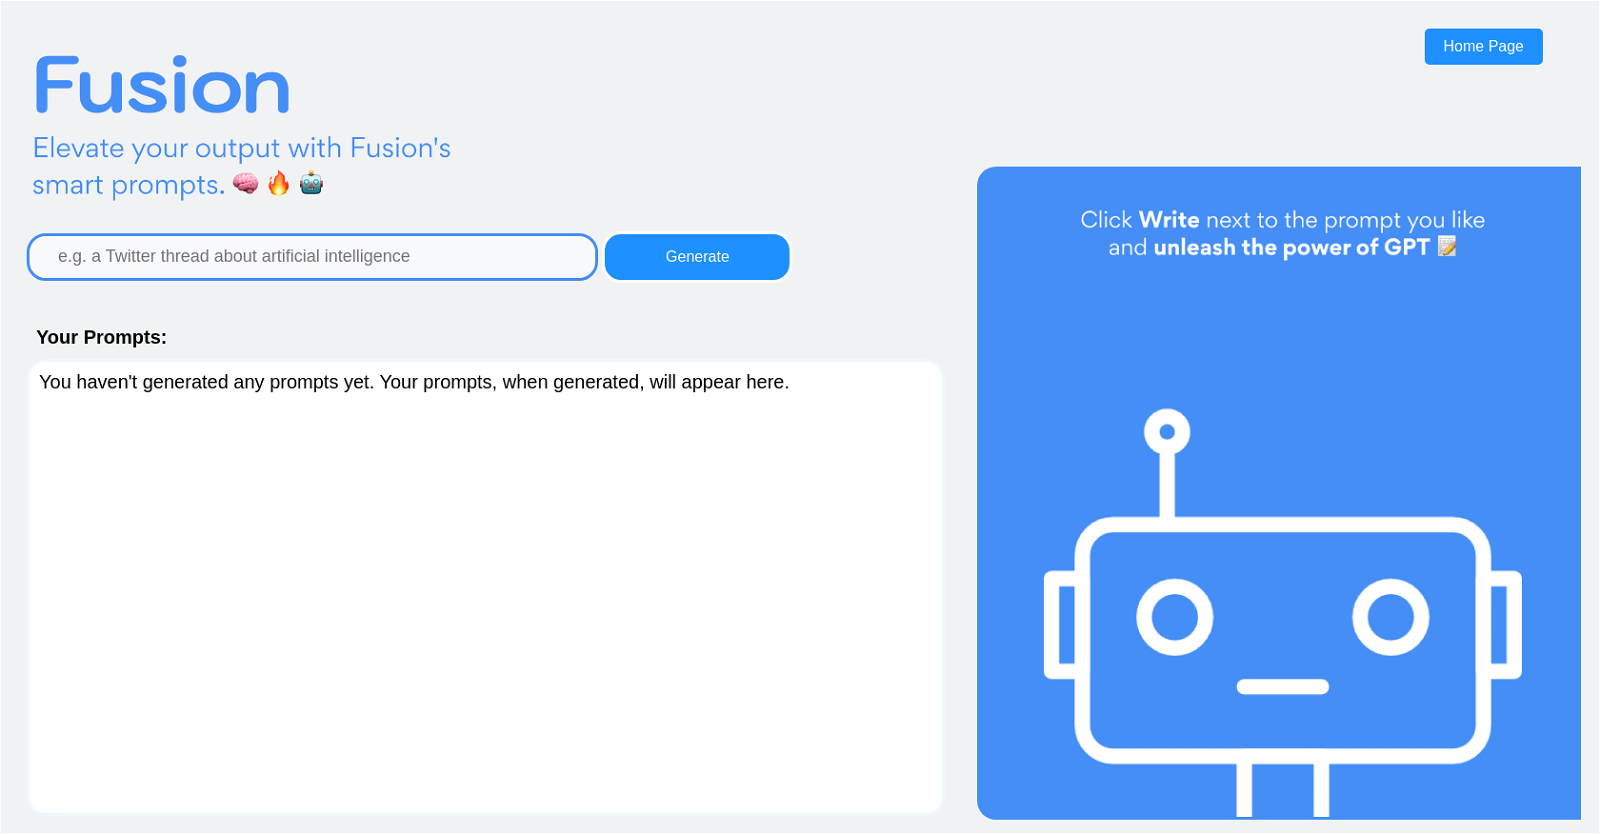 Home Page
Fusion
Elevate your output with Fusion's
smart prompts. 🧠 🔥 🤖
e.g. a Twitter thread about artificial intelligence
Generate
Click Write next to the prompt you like
and unleash the power of GPT 📝
Your Prompts:
You haven't generated any prompts yet. Your prompts, when generated, will appear here.